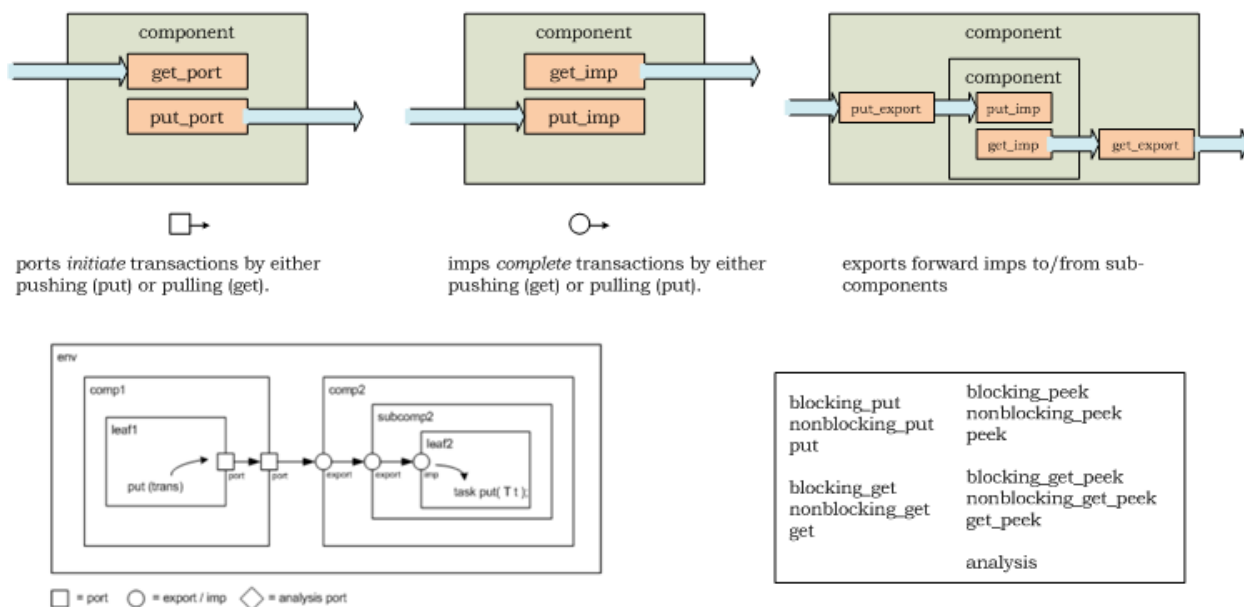 component
get_port
put_port
ports initiate transactions by either
pushing (put) or pulling (get).
component
get_imp
put_imp
imps complete transactions by either
pushing (get) or pulling (put).
component
component
put_export
put_imp
get_imp
get_export
exports forward imps to/from sub-
components
env
comp1
leaf1
put (trans)
port
port
comp2
subcomp2
leaf2
export
export
imp
task put( T t );
= port
= export / imp
= analysis port
blocking_put
nonblocking_put
put
blocking_get
nonblocking_get
get
blocking_peek
nonblocking_peek
peek
blocking_get_peek
nonblocking_get_peek
get_peek
analysis